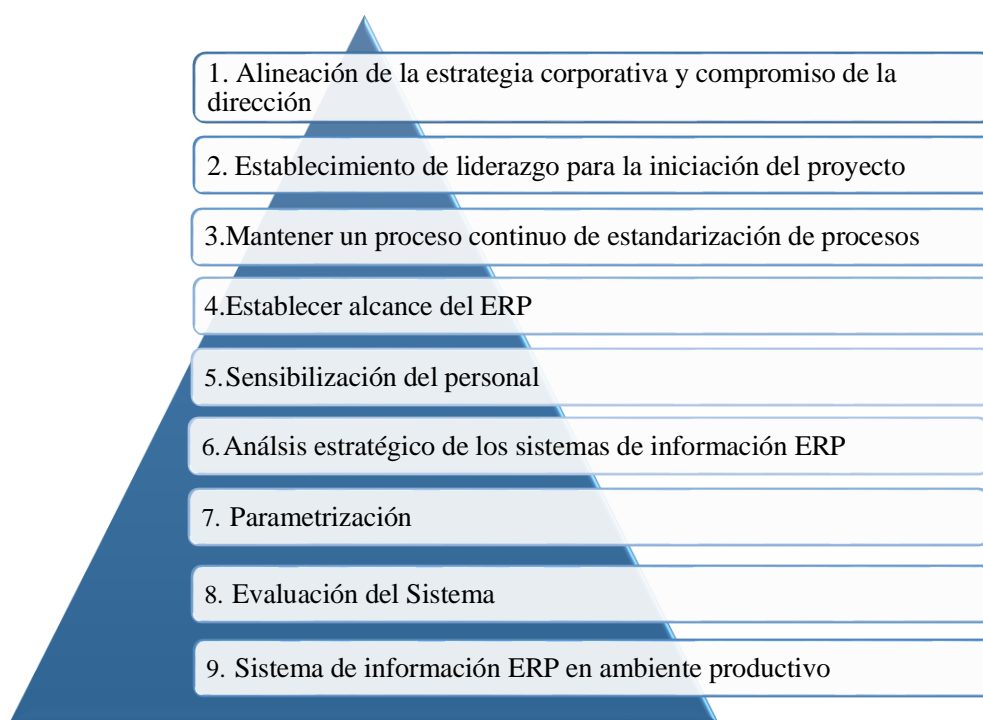 1. Alineación de la estrategia corporativa y compromiso de la
dirección
2. Establecimiento de liderazgo para la iniciación del proyecto
3.Mantener un proceso continuo de estandarización de procesos
4.Establecer alcance del ERP
5.Sensibilización del personal
6.Análsis estratégico de los sistemas de información ERP
7. Parametrización
8. Evaluación del Sistema
9. Sistema de información ERP en ambiente productivo